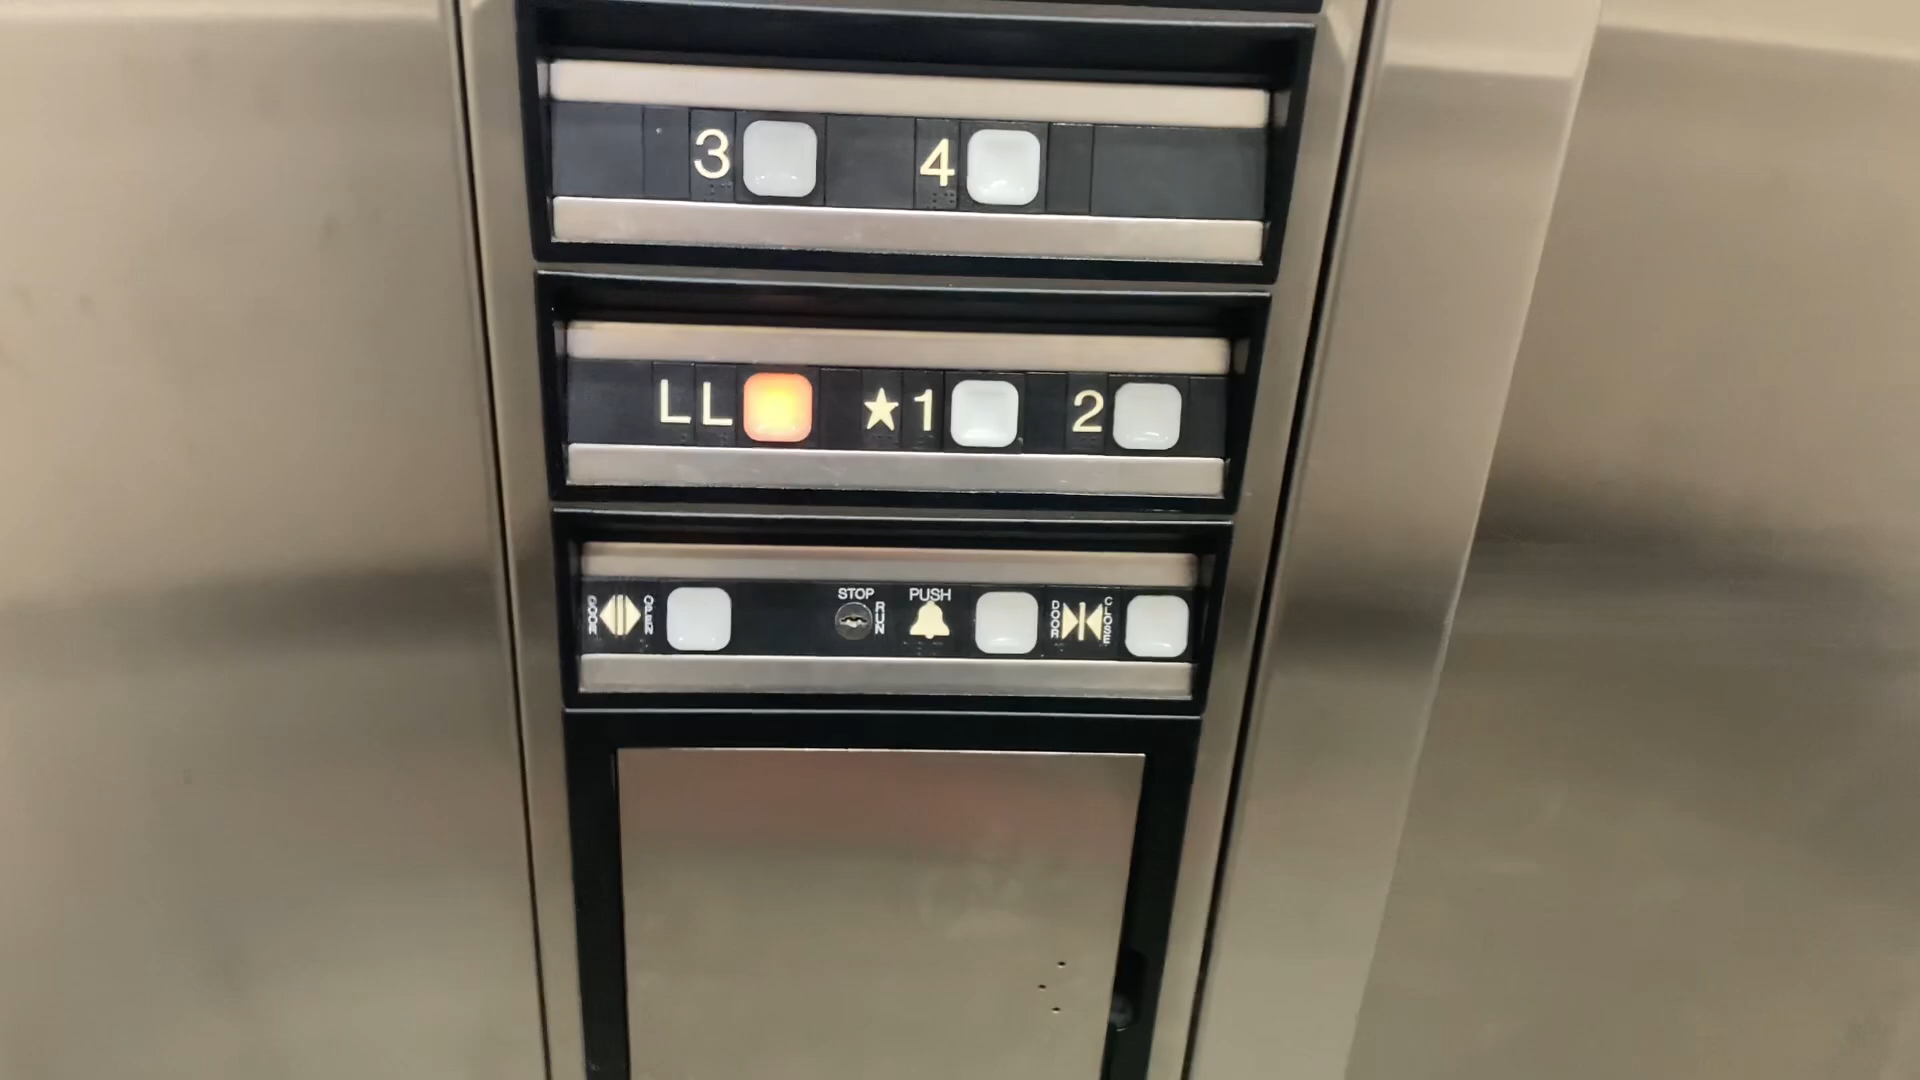 3 4
LL ★1 2
DOOR OPEN STOP RUN PUSH DOOR CLOSE